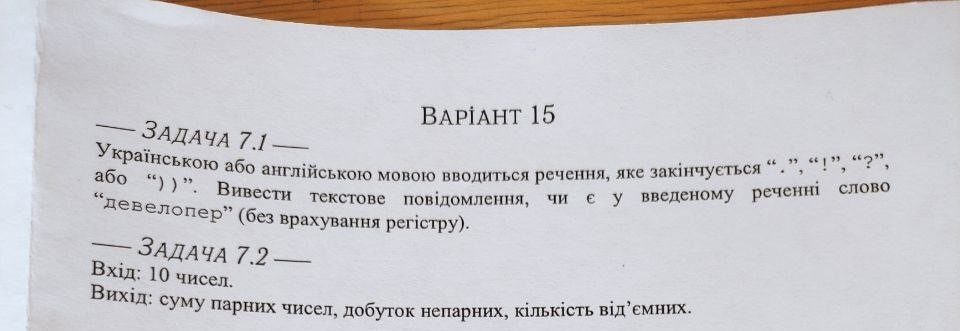 ВАРІАНТ 15
— ЗАДАЧА 7.1 —
Українською або англійською мовою вводиться речення, яке закінчується “.”, “!”, “?”,
або “))”. Вивести текстове повідомлення, чи є у введеному реченні слово
“девелопер” (без врахування регістру).
— ЗАДАЧА 7.2 —
Вхід: 10 чисел.
Вихід: суму парних чисел, добуток непарних, кількість від’ємних.